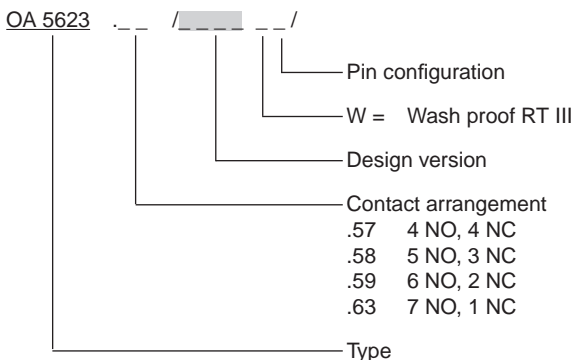 OA 5623 ._ _ /_ _ _ _ _ _/
Pin configuration
W = Wash proof RT III
Design version
Contact arrangement
.57 4 NO, 4 NC
.58 5 NO, 3 NC
.59 6 NO, 2 NC
.63 7 NO, 1 NC
Type